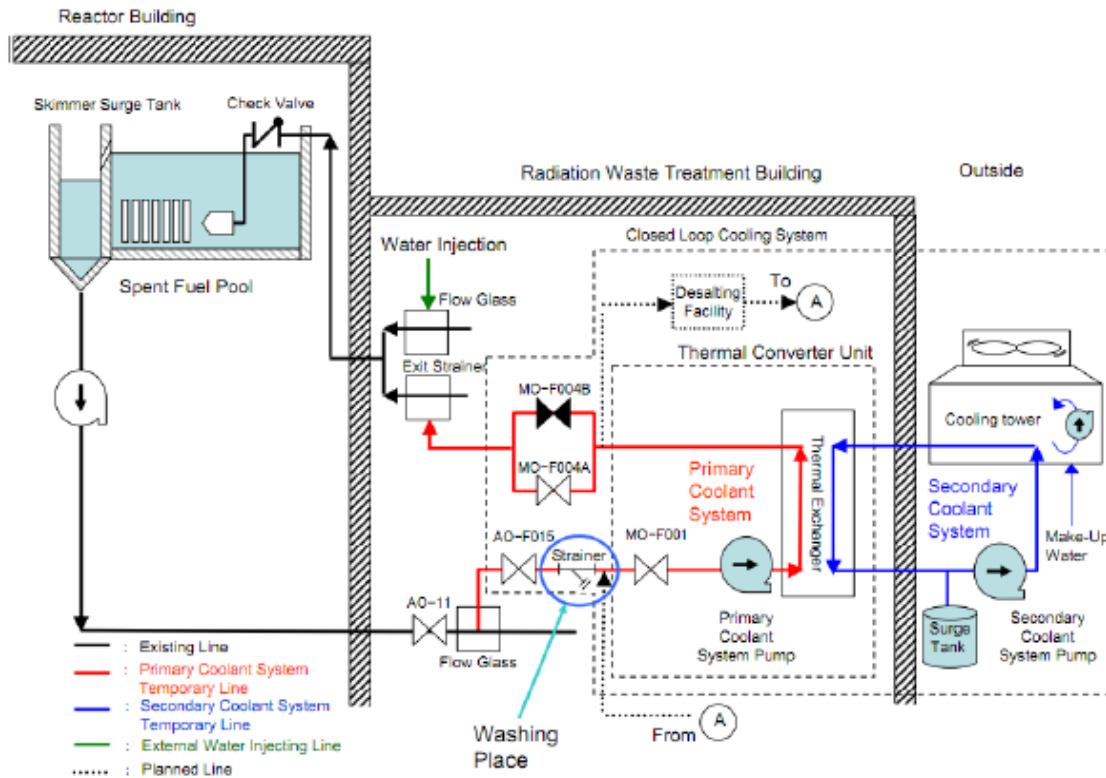 Reactor Building
Skimmer Surge Tank
Check Valve
Spent Fuel Pool
Radiation Waste Treatment Building
Outside
Water Injection
Flow Glass
Exit Strainer
Closed Loop Cooling System
Desalting
Facility
To
A
Thermal Converter Unit
MO-F004B
MO-F004A
Primary
Coolant
System
Thermal Exchanger
Cooling tower
Secondary
Coolant
System
Make-Up
Water
AO-F015
Strainer
MO-F001
AO-11
Flow Glass
Primary
Coolant
System Pump
Surge
Tank
Secondary
Coolant
System Pump
Washing
Place
From
A
: Existing Line
: Primary Coolant System
Temporary Line
: Secondary Coolant System
Temporary Line
: External Water Injecting Line
: Planned Line